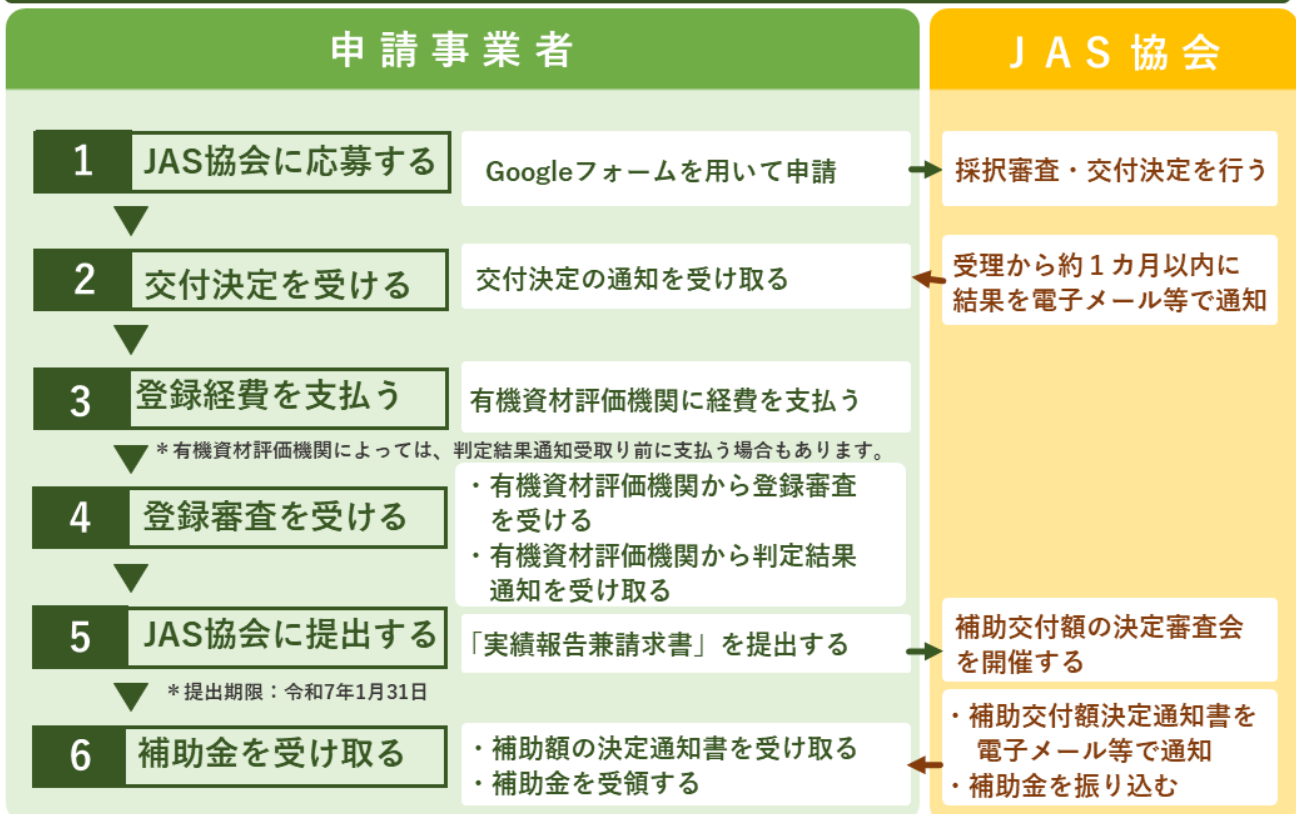 申請事業者
JAS協会
1 JAS協会に応募する
Googleフォームを用いて申請
採択審査・交付決定を行う
2 交付決定を受ける
交付決定の通知を受け取る
受理から約１カ月以内に
結果を電子メール等で通知
3 登録経費を支払う
有機資材評価機関に経費を支払う
＊有機資材評価機関によっては、判定結果通知受取り前に支払う場合もあります。
4 登録審査を受ける
・有機資材評価機関から登録審査
を受ける
・有機資材評価機関から判定結果
通知を受け取る
5 JAS協会に提出する
「実績報告兼請求書」を提出する
補助交付額の決定審査会
を開催する
＊提出期限：令和7年1月31日
6 補助金を受け取る
・補助額の決定通知書を受け取る
・補助金を受領する
・補助交付額決定通知書を
電子メール等で通知
・補助金を振り込む